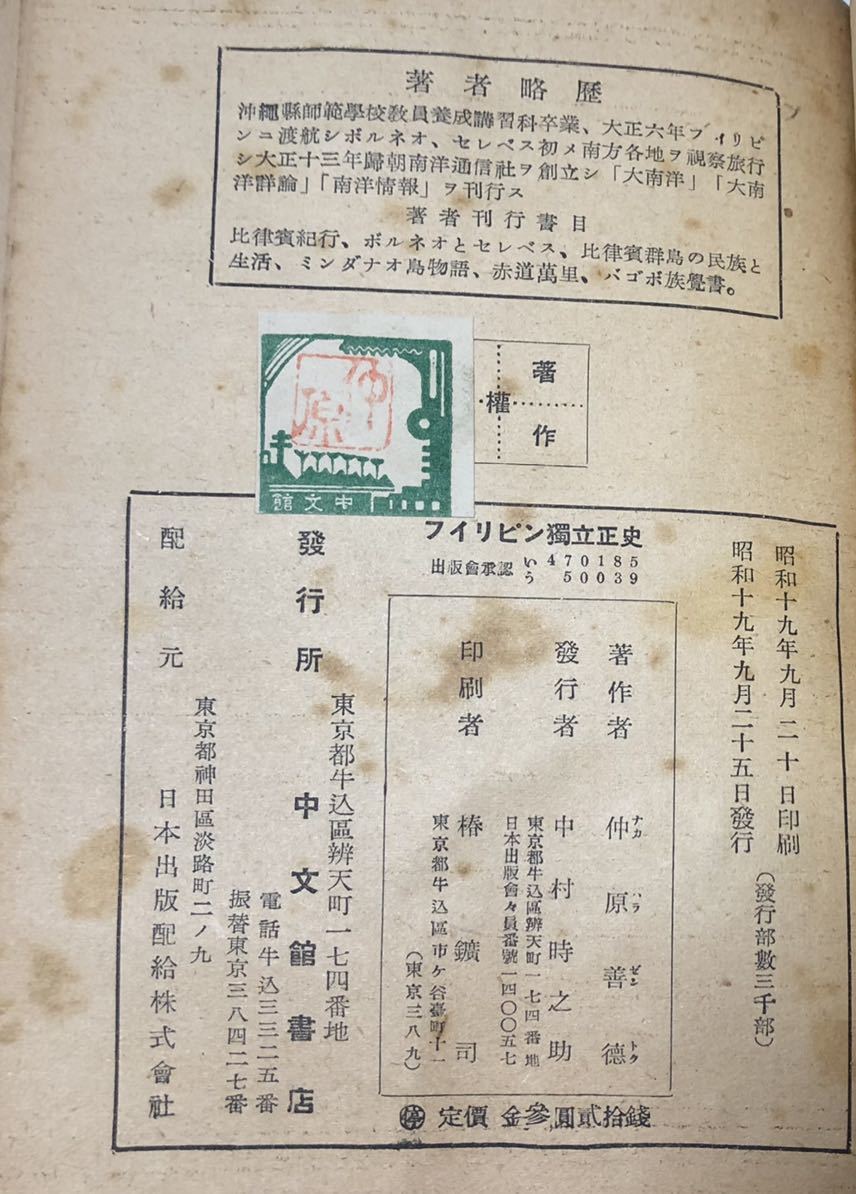 著者略歷
沖繩縣師範學校敎員養成講習科卒業、大正六年フイリピ
ンニ渡航シボルネオ、セレベス初メ南方各地ヲ視察旅行
シ大正十三年歸朝南洋通信社ヲ創立シ「大南洋」「大南
洋評論」「南洋情報」ヲ刊行ス
著者刊行書目
比律賓紀行、ボルネオとセレベス、比律賓群島の民族と
生活、ミンダナオ島物語、赤道萬里、バゴボ族覺書。
著作
權
仲原
中文館
フイリピン獨立正史
出版會承認 い 470185
う 50039
昭和十九年九月二十日印刷
昭和十九年九月二十五日發行
(發行部數三千部)
著作者 仲原善德
ナカ ハラ ゼン トク
發行者 中村時之助
東京都牛込區辨天町一七四番地
日本出版會々員番號一四〇〇五七
印刷者 椿鑛司
東京都牛込區市ケ谷臺町十一
(東京三八九)
停 定價 金參圓貳拾錢
東京都牛込區辨天町一七四番地
發行所 中文館書店
電話牛込三三二五番
振替東京三八四二七番
東京都神田區淡路町二ノ九
配給元 日本出版配給株式會社